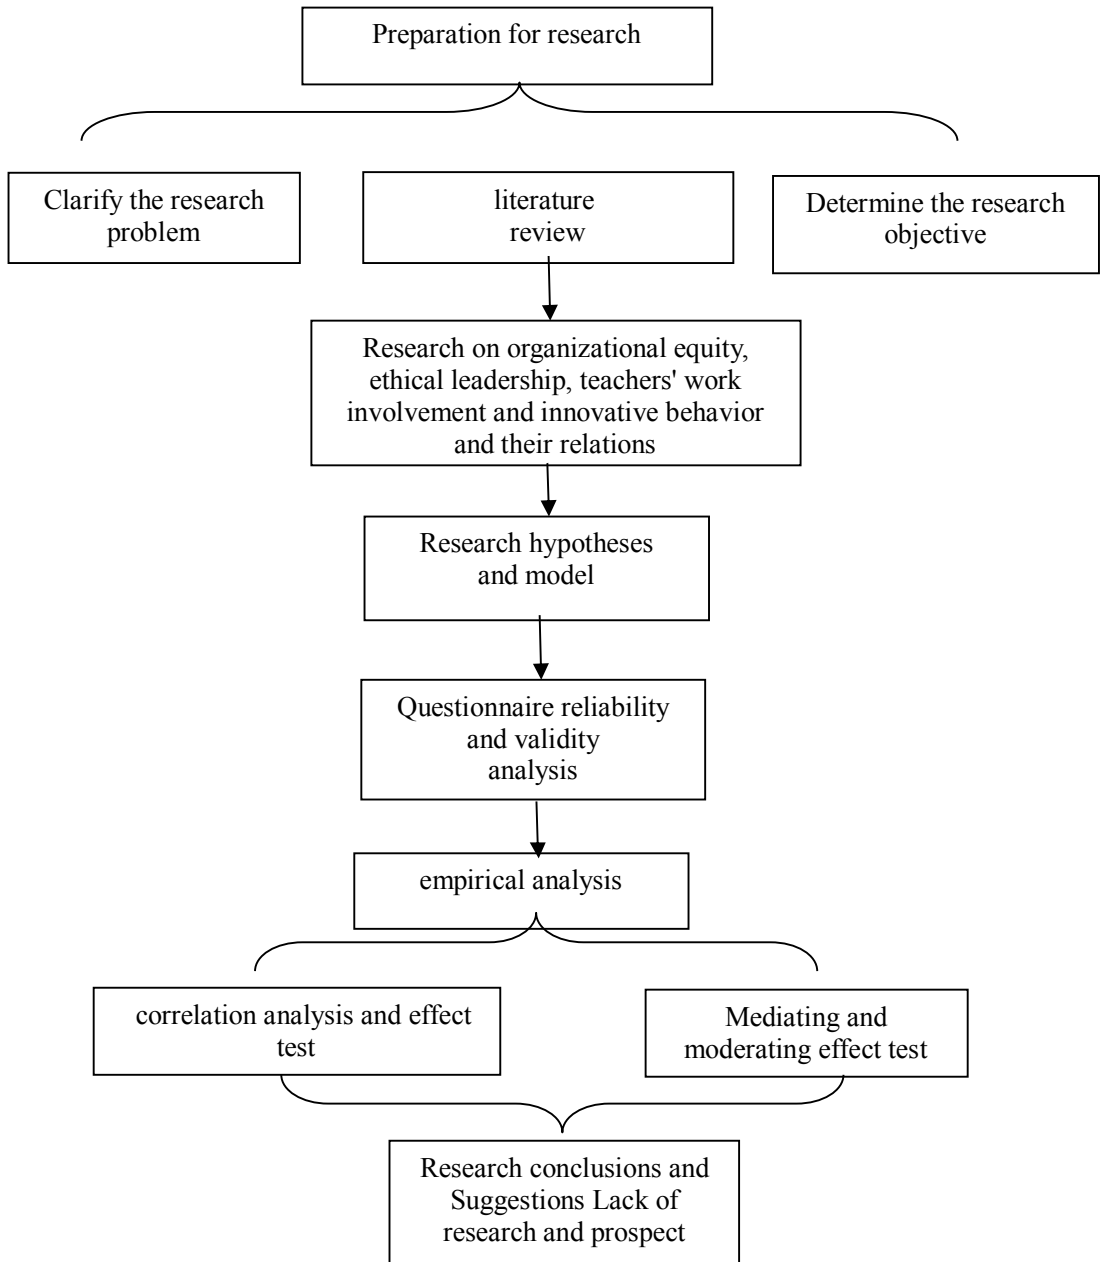 Preparation for research
Clarify the research
problem
literature
review
Determine the research
objective
Research on organizational equity,
ethical leadership, teachers' work
involvement and innovative behavior
and their relations
Research hypotheses
and model
Questionnaire reliability
and validity
analysis
empirical analysis
correlation analysis and effect
test
Mediating and
moderating effect test
Research conclusions and
Suggestions Lack of
research and prospect